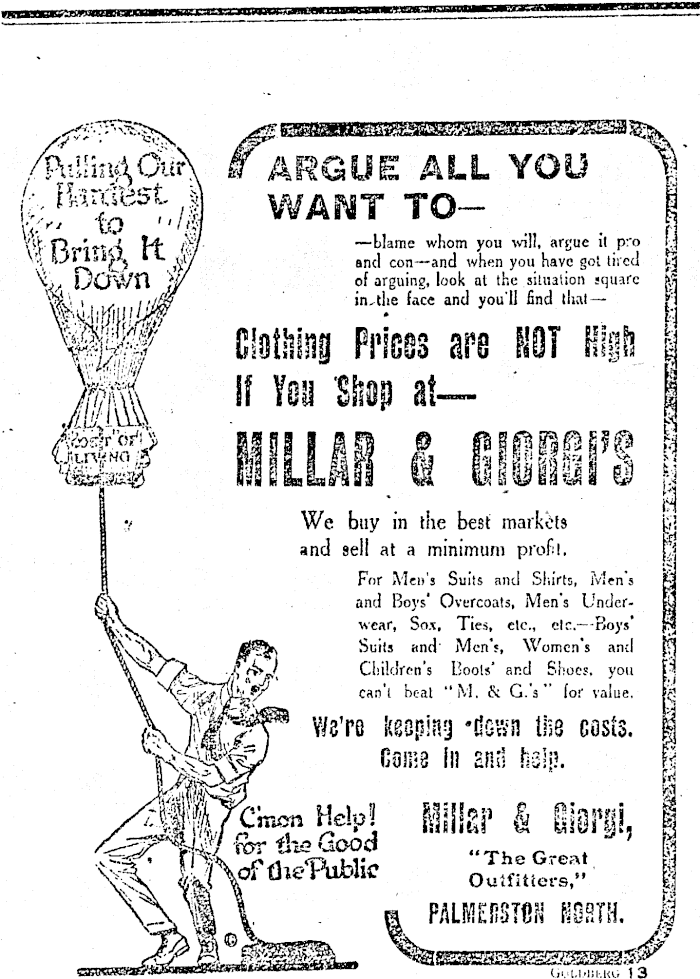 Pulling Our
Hardest
to
Bring It
Down
COST OF
LIVING
ARGUE ALL YOU
WANT TO—
—blame whom you will, argue it pro
and con—and when you have got tired
of arguing, look at the situation square
in the face and you'll find that—
Clothing Prices are NOT High
If You Shop at—
MILLAR & GIORGI'S
We buy in the best markets
and sell at a minimum profit.
For Men's Suits and Shirts, Men's
and Boys' Overcoats, Men's Under-
wear, Sox, Ties, etc., etc.—Boys'
Suits and Men's, Women's and
Children's Boots' and Shoes, you
can't beat "M. & G.'s" for value.
We're keeping down the costs.
Come in and help.
C'mon Help!
for the Good
of the Public
Millar & Giorgi,
"The Great
Outfitters,"
PALMERSTON NORTH.
GOLDBERG 13